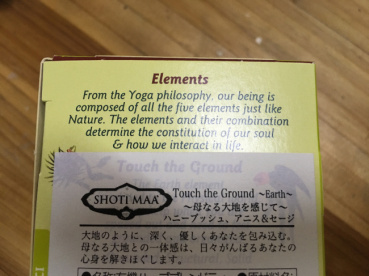 Elements
From the Yoga philosophy, our being is
composed of all the five elements just like
Nature. The elements and their combination
determine the constitution of our soul
& how we interact in life.
Touch the Ground
SHOTI MAA
Touch the Ground ~Earth~
～母なる大地を感じて～
ハニーブッシュ、アニス＆セージ
大地のように、深く、優しくあなたを包み込む。
母なる大地との一体感は、日々がんばるあなたの
心身を解きほぐします。